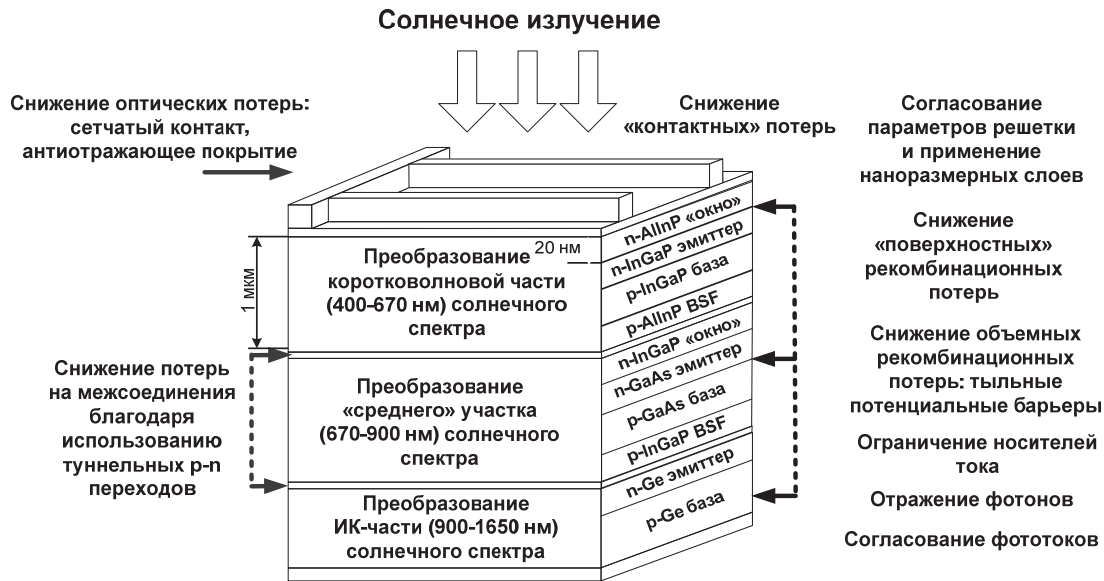 Солнечное излучение
Снижение оптических потерь:
сетчатый контакт,
антиотражающее покрытие
Снижение
«контактных» потерь
Согласование
параметров решетки
и применение
наноразмерных слоев
Снижение
«поверхностных»
рекомбинационных
потерь
Снижение объемных
рекомбинационных
потерь: тыльные
потенциальные барьеры
Ограничение носителей
тока
Отражение фотонов
Согласование фототоков
1 мкм
20 нм
Преобразование
коротковолновой части
(400-670 нм) солнечного
спектра
Преобразование
«среднего» участка
(670-900 нм) солнечного
спектра
Преобразование
ИК-части (900-1650 нм)
солнечного спектра
n-AlInP «окно»
n-InGaP эмиттер
p-InGaP база
p-AlInP BSF
n-InGaP «окно»
n-GaAs эмиттер
p-GaAs база
p-InGaP BSF
n-Ge эмиттер
p-Ge база
Снижение потерь
на межсоединения
благодаря
использованию
туннельных p-n
переходов